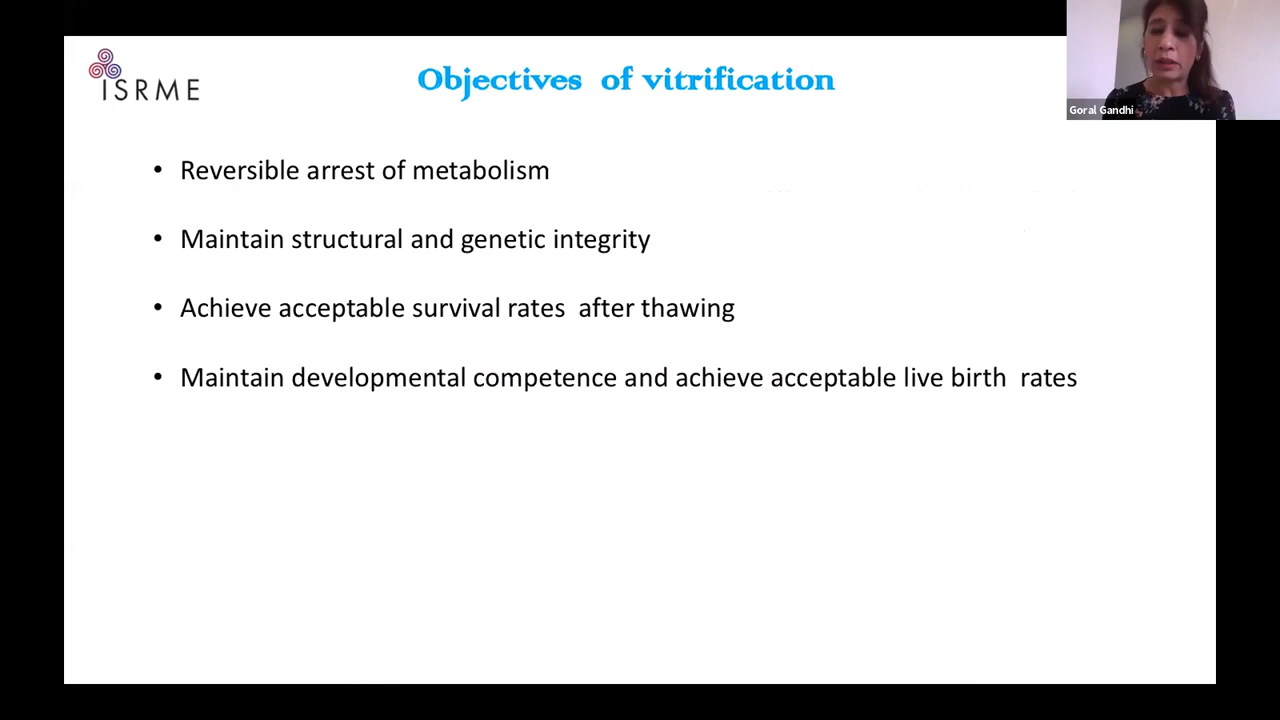 ISRME
Objectives of vitrification
Goral Gandhi
• Reversible arrest of metabolism
• Maintain structural and genetic integrity
• Achieve acceptable survival rates after thawing
• Maintain developmental competence and achieve acceptable live birth rates